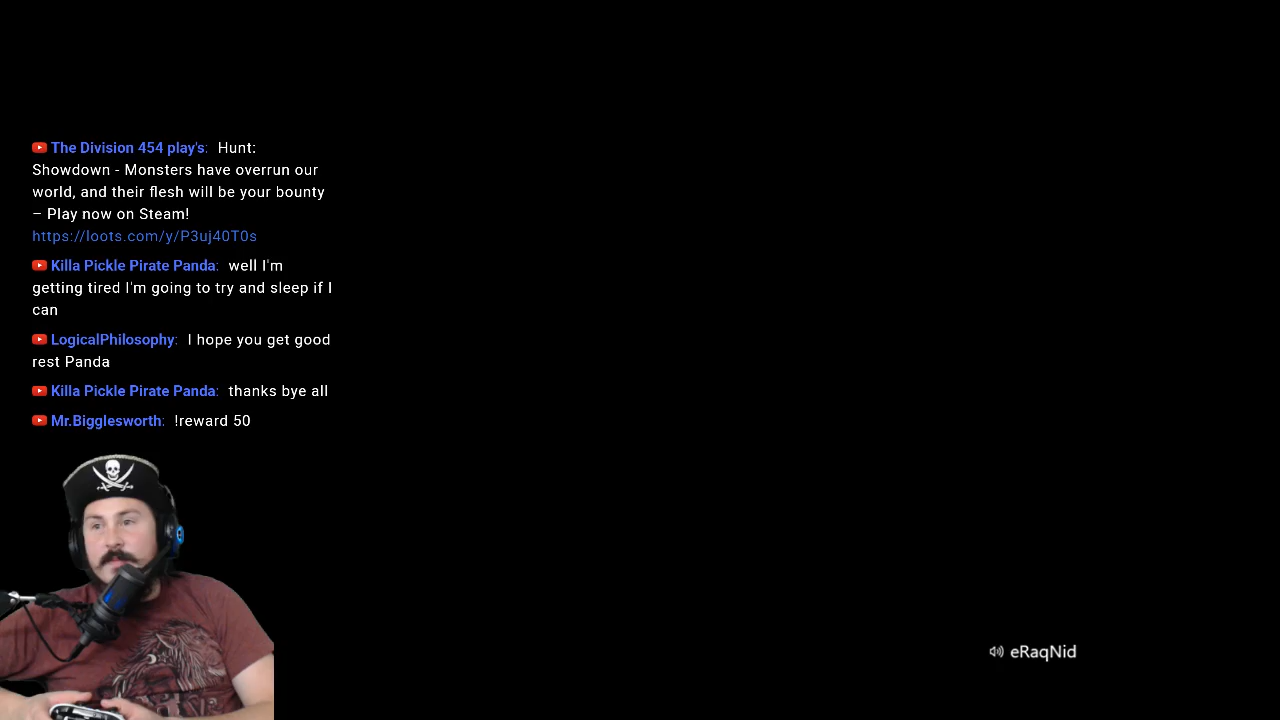 The Division 454 play's: Hunt:
Showdown - Monsters have overrun our
world, and their flesh will be your bounty
– Play now on Steam!
https://loots.com/y/P3uj40T0s
Killa Pickle Pirate Panda: well I'm
getting tired I'm going to try and sleep if I
can
LogicalPhilosophy: I hope you get good
rest Panda
Killa Pickle Pirate Panda: thanks bye all
Mr.Bigglesworth: !reward 50
eRaqNid